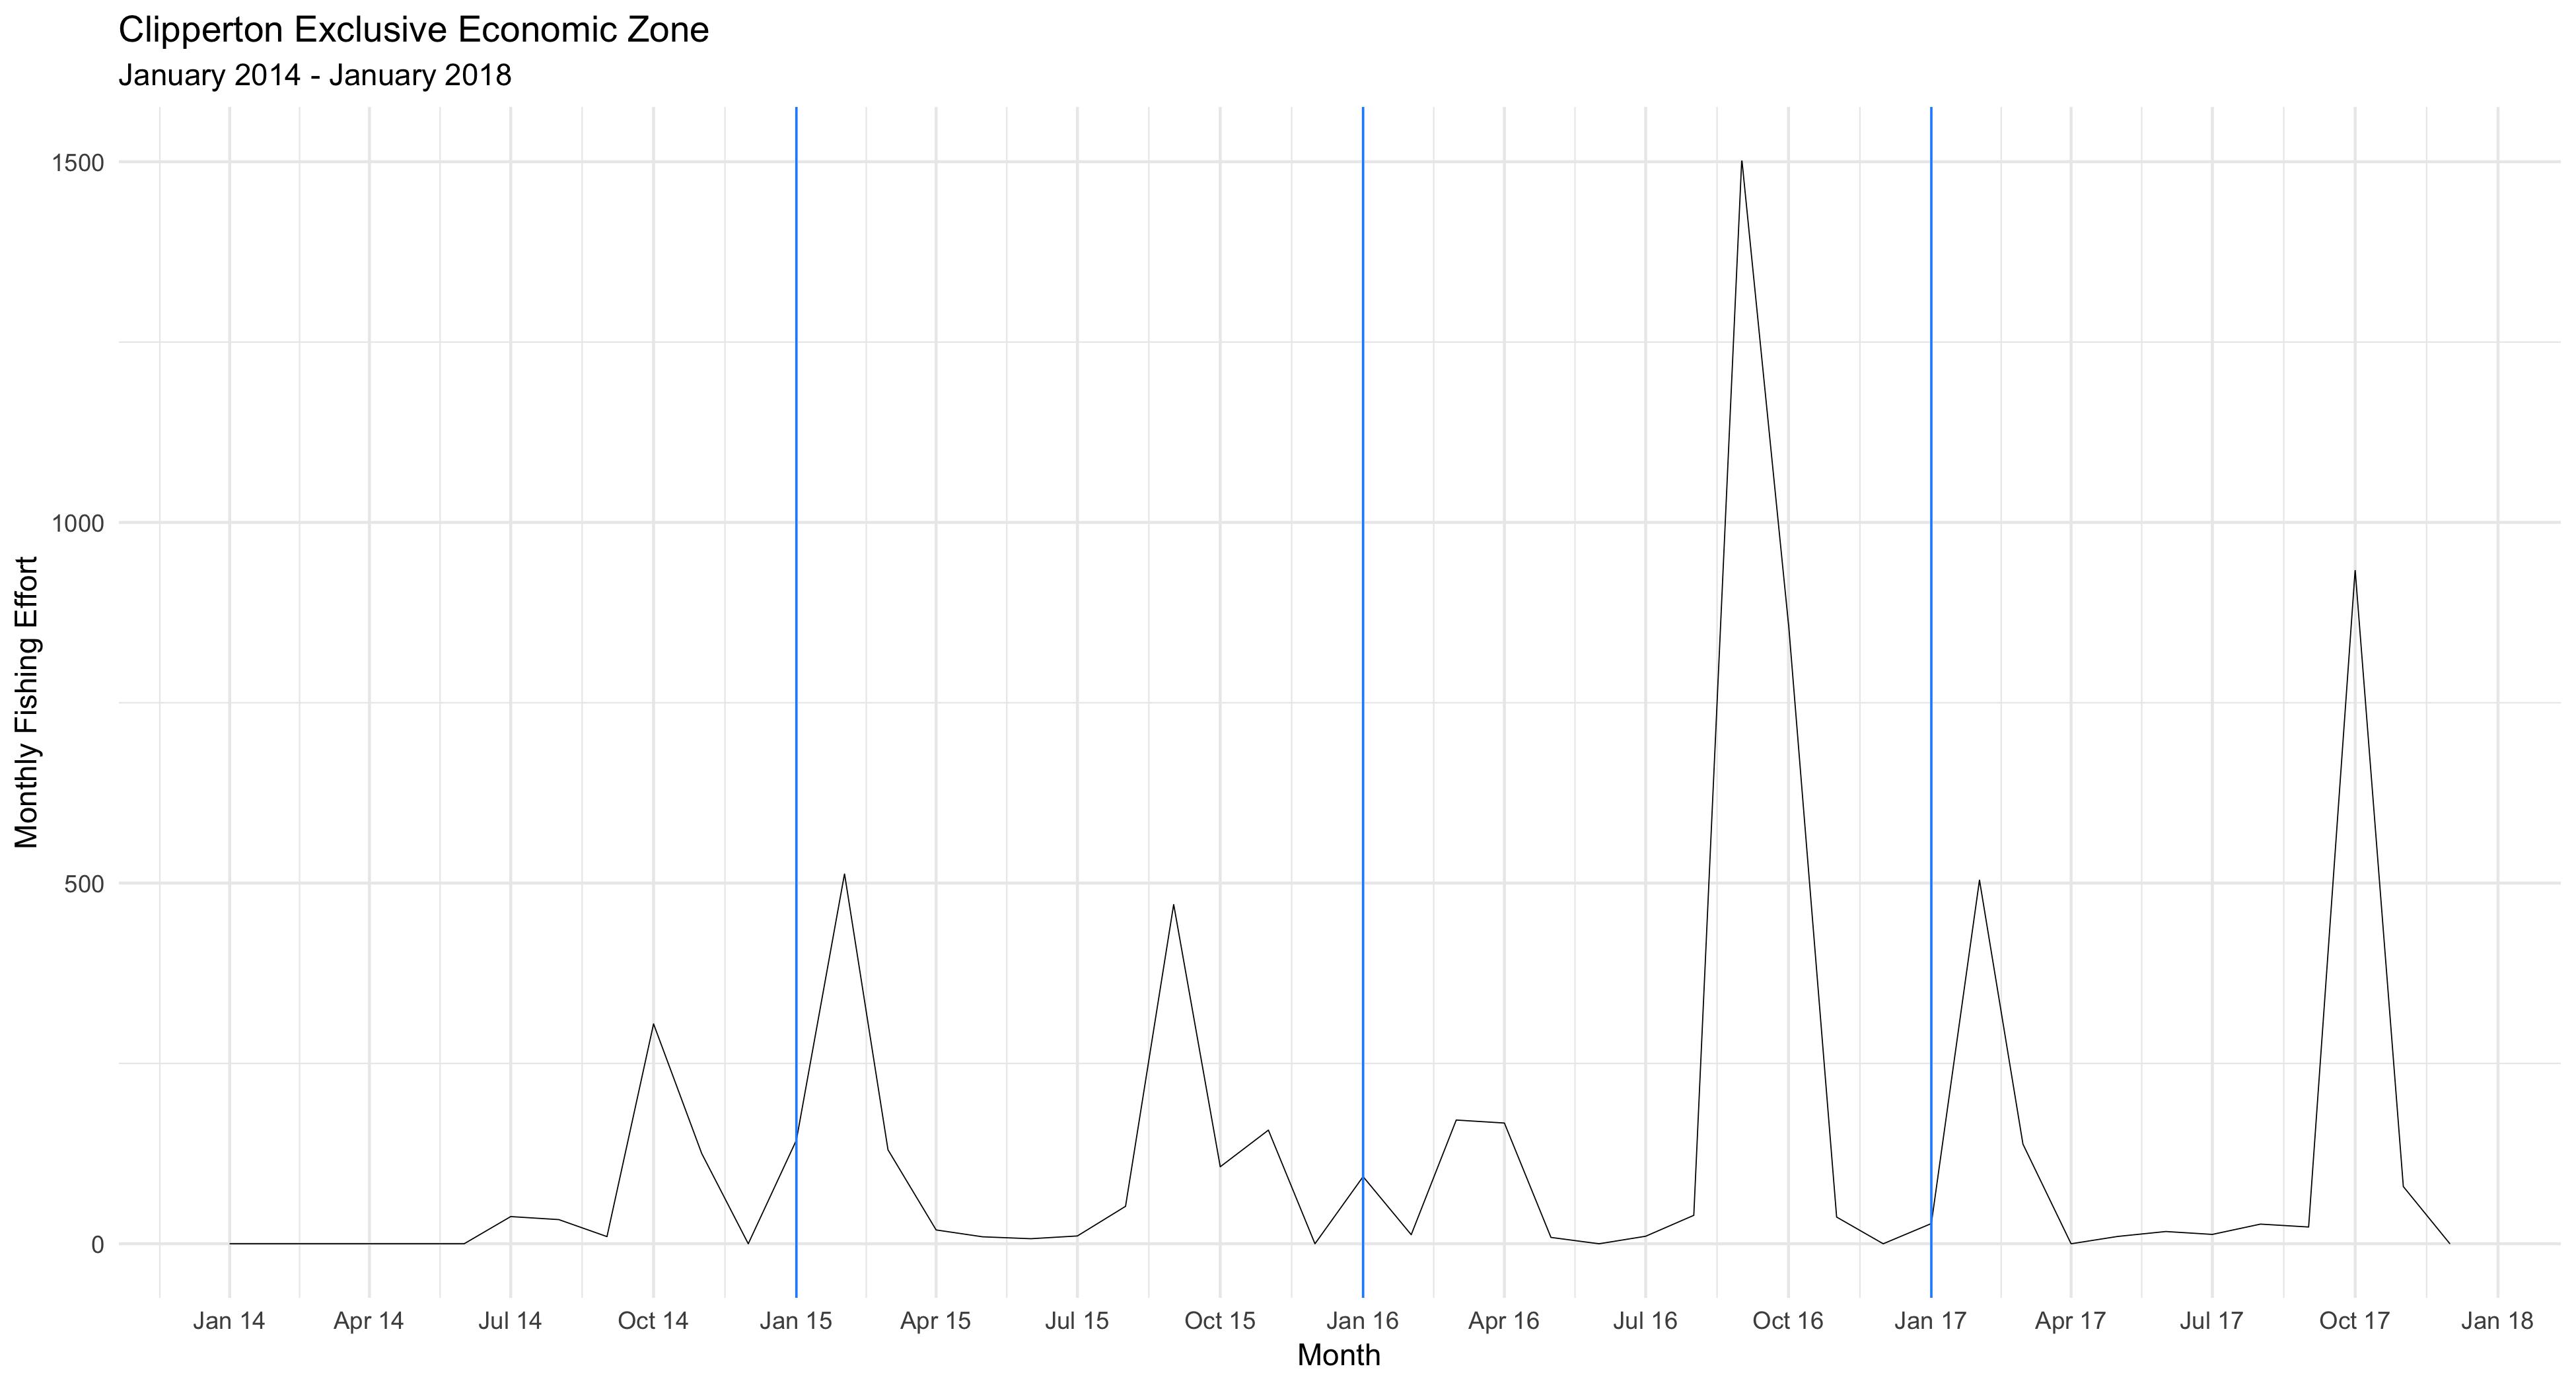 Clipperton Exclusive Economic Zone
January 2014 - January 2018
Monthly Fishing Effort
1500
1000
500
0
Jan 14 Apr 14 Jul 14 Oct 14 Jan 15 Apr 15 Jul 15 Oct 15 Jan 16 Apr 16 Jul 16 Oct 16 Jan 17 Apr 17 Jul 17 Oct 17 Jan 18
Month